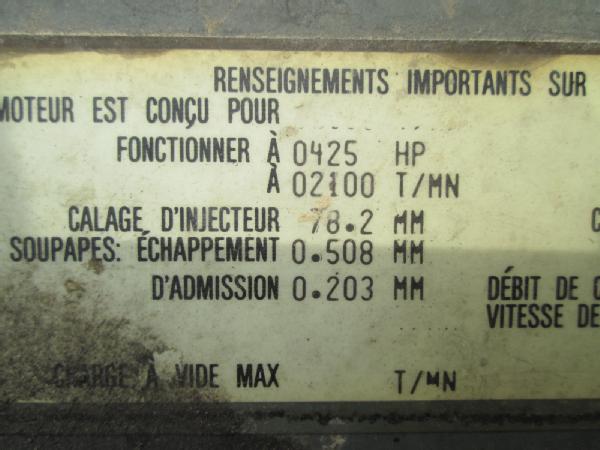 RENSEIGNEMENTS IMPORTANTS SUR
MOTEUR EST CONÇU POUR
FONCTIONNER À 0425 HP
À 02100 T/MN
CALAGE D'INJECTEUR 78.2 MM C
SOUPAPES: ÉCHAPPEMENT 0.508 MM
D'ADMISSION 0.203 MM DÉBIT DE C
VITESSE DE
CHARGE À VIDE MAX T/MN